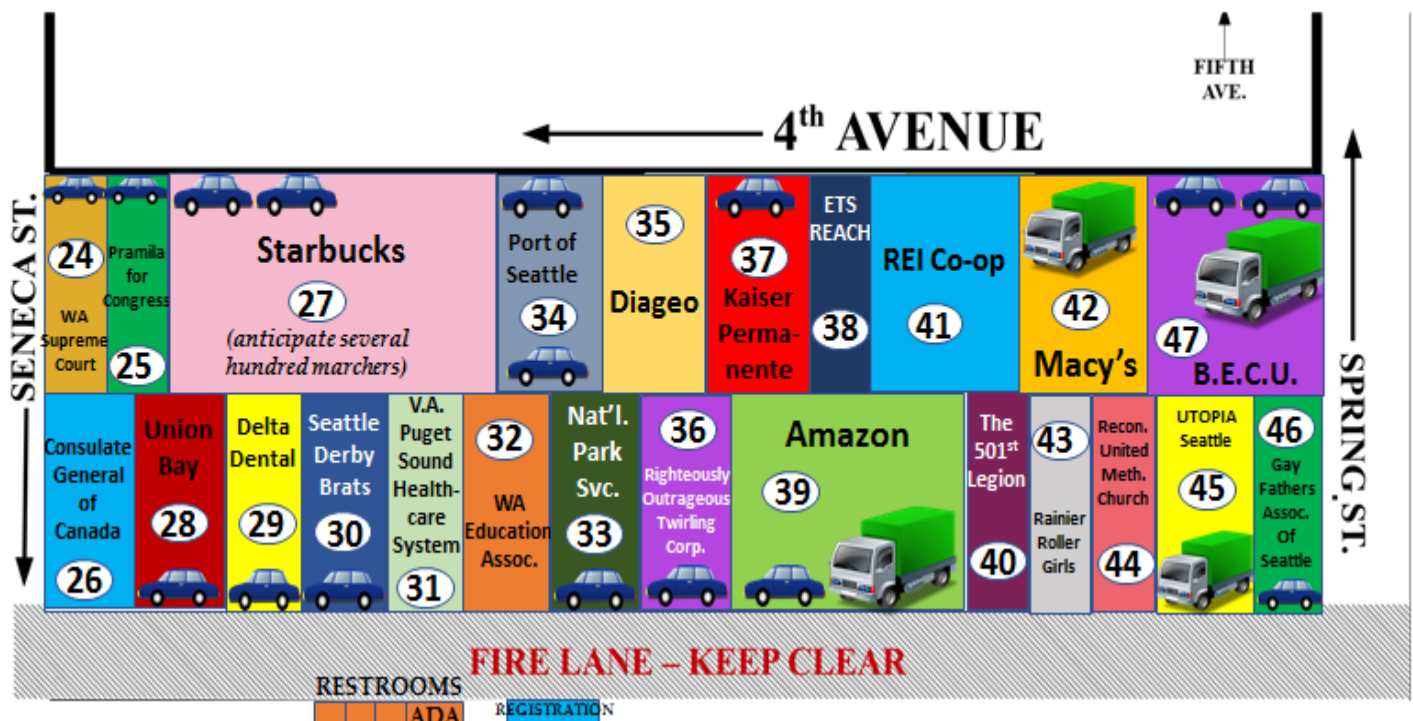 FIFTH
AVE.
4th AVENUE
SENECA ST.
SPRING ST.
24
WA
Supreme
Court
Pramila
for
Congress
25
Starbucks
27
(anticipate several
hundred marchers)
Port of
Seattle
34
35
Diageo
37
Kaiser
Perma-
nente
ETS
REACH
38
REI Co-op
41
42
Macy's
47
B.E.C.U.
Consulate
General
of
Canada
26
Union
Bay
28
Delta
Dental
29
Seattle
Derby
Brats
30
V.A.
Puget
Sound
Health-
care
System
31
32
WA
Education
Assoc.
Nat'l.
Park
Svc.
33
36
Righteously
Outrageous
Twirling
Corp.
Amazon
39
The
501st
Legion
40
43
Rainier
Roller
Girls
Recon.
United
Meth.
Church
44
UTOPIA
Seattle
45
46
Gay
Fathers
Assoc.
Of
Seattle
FIRE LANE – KEEP CLEAR
RESTROOMS
ADA
REGISTRATION